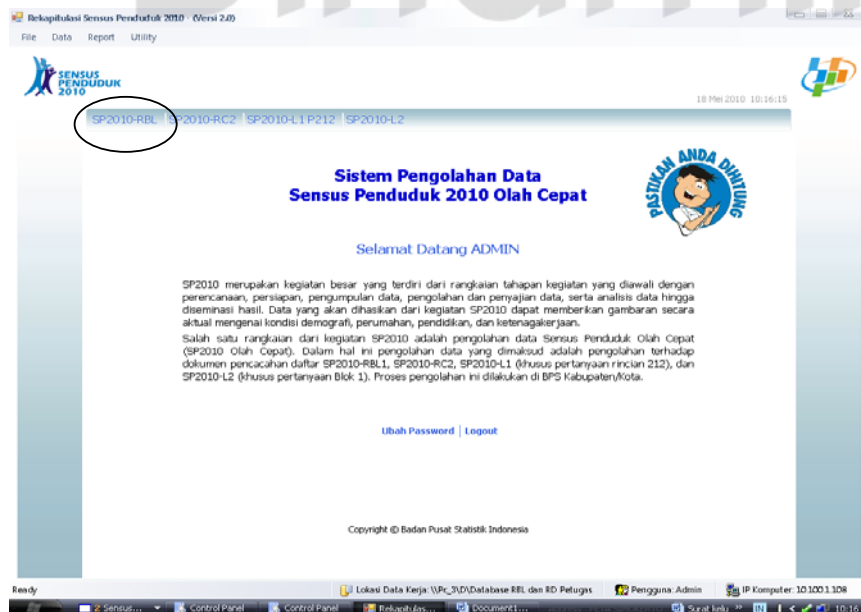 Rekapitulasi Sensus Penduduk 2010 - (Versi 2.0)
File Data Report Utility
SENSUS
PENDUDUK
2010
18 Mei 2010 10:16:15
SP2010-RBL SP2010-RC2 SP2010-L1 P212 SP2010-L2
Sistem Pengolahan Data
Sensus Penduduk 2010 Olah Cepat
PASTIKAN ANDA DIHITUNG
Selamat Datang ADMIN
SP2010 merupakan kegiatan besar yang terdiri dari rangkaian tahapan kegiatan yang diawali dengan
perencanaan, persiapan, pengumpulan data, pengolahan dan penyajian data, serta analisis data hingga
diseminasi hasil. Data yang akan dihasikan dari kegiatan SP2010 dapat memberikan gambaran secara
aktual mengenai kondisi demografi, perumahan, pendidikan, dan ketenagakerjaan.
Salah satu rangkaian dari kegiatan SP2010 adalah pengolahan data Sensus Penduduk Olah Cepat
(SP2010 Olah Cepat). Dalam hal ini pengolahan data yang dimaksud adalah pengolahan terhadap
dokumen pencacahan daftar SP2010-RBL1, SP2010-RC2, SP2010-L1 (khusus pertanyaan rincian 212), dan
SP2010-L2 (khusus pertanyaan Blok 1). Proses pengolahan ini dilakukan di BPS Kabupaten/Kota.
Ubah Password | Logout
Copyright © Badan Pusat Statistik Indonesia
Ready Lokasi Data Kerja: \\Pc_3\D\Database RBL dan RD Petugas Pengguna: Admin IP Komputer: 10.100.1.108
2 Sensus... Control Panel Control Panel Rekapitulas... Document1... Surat kelu IN 10:16